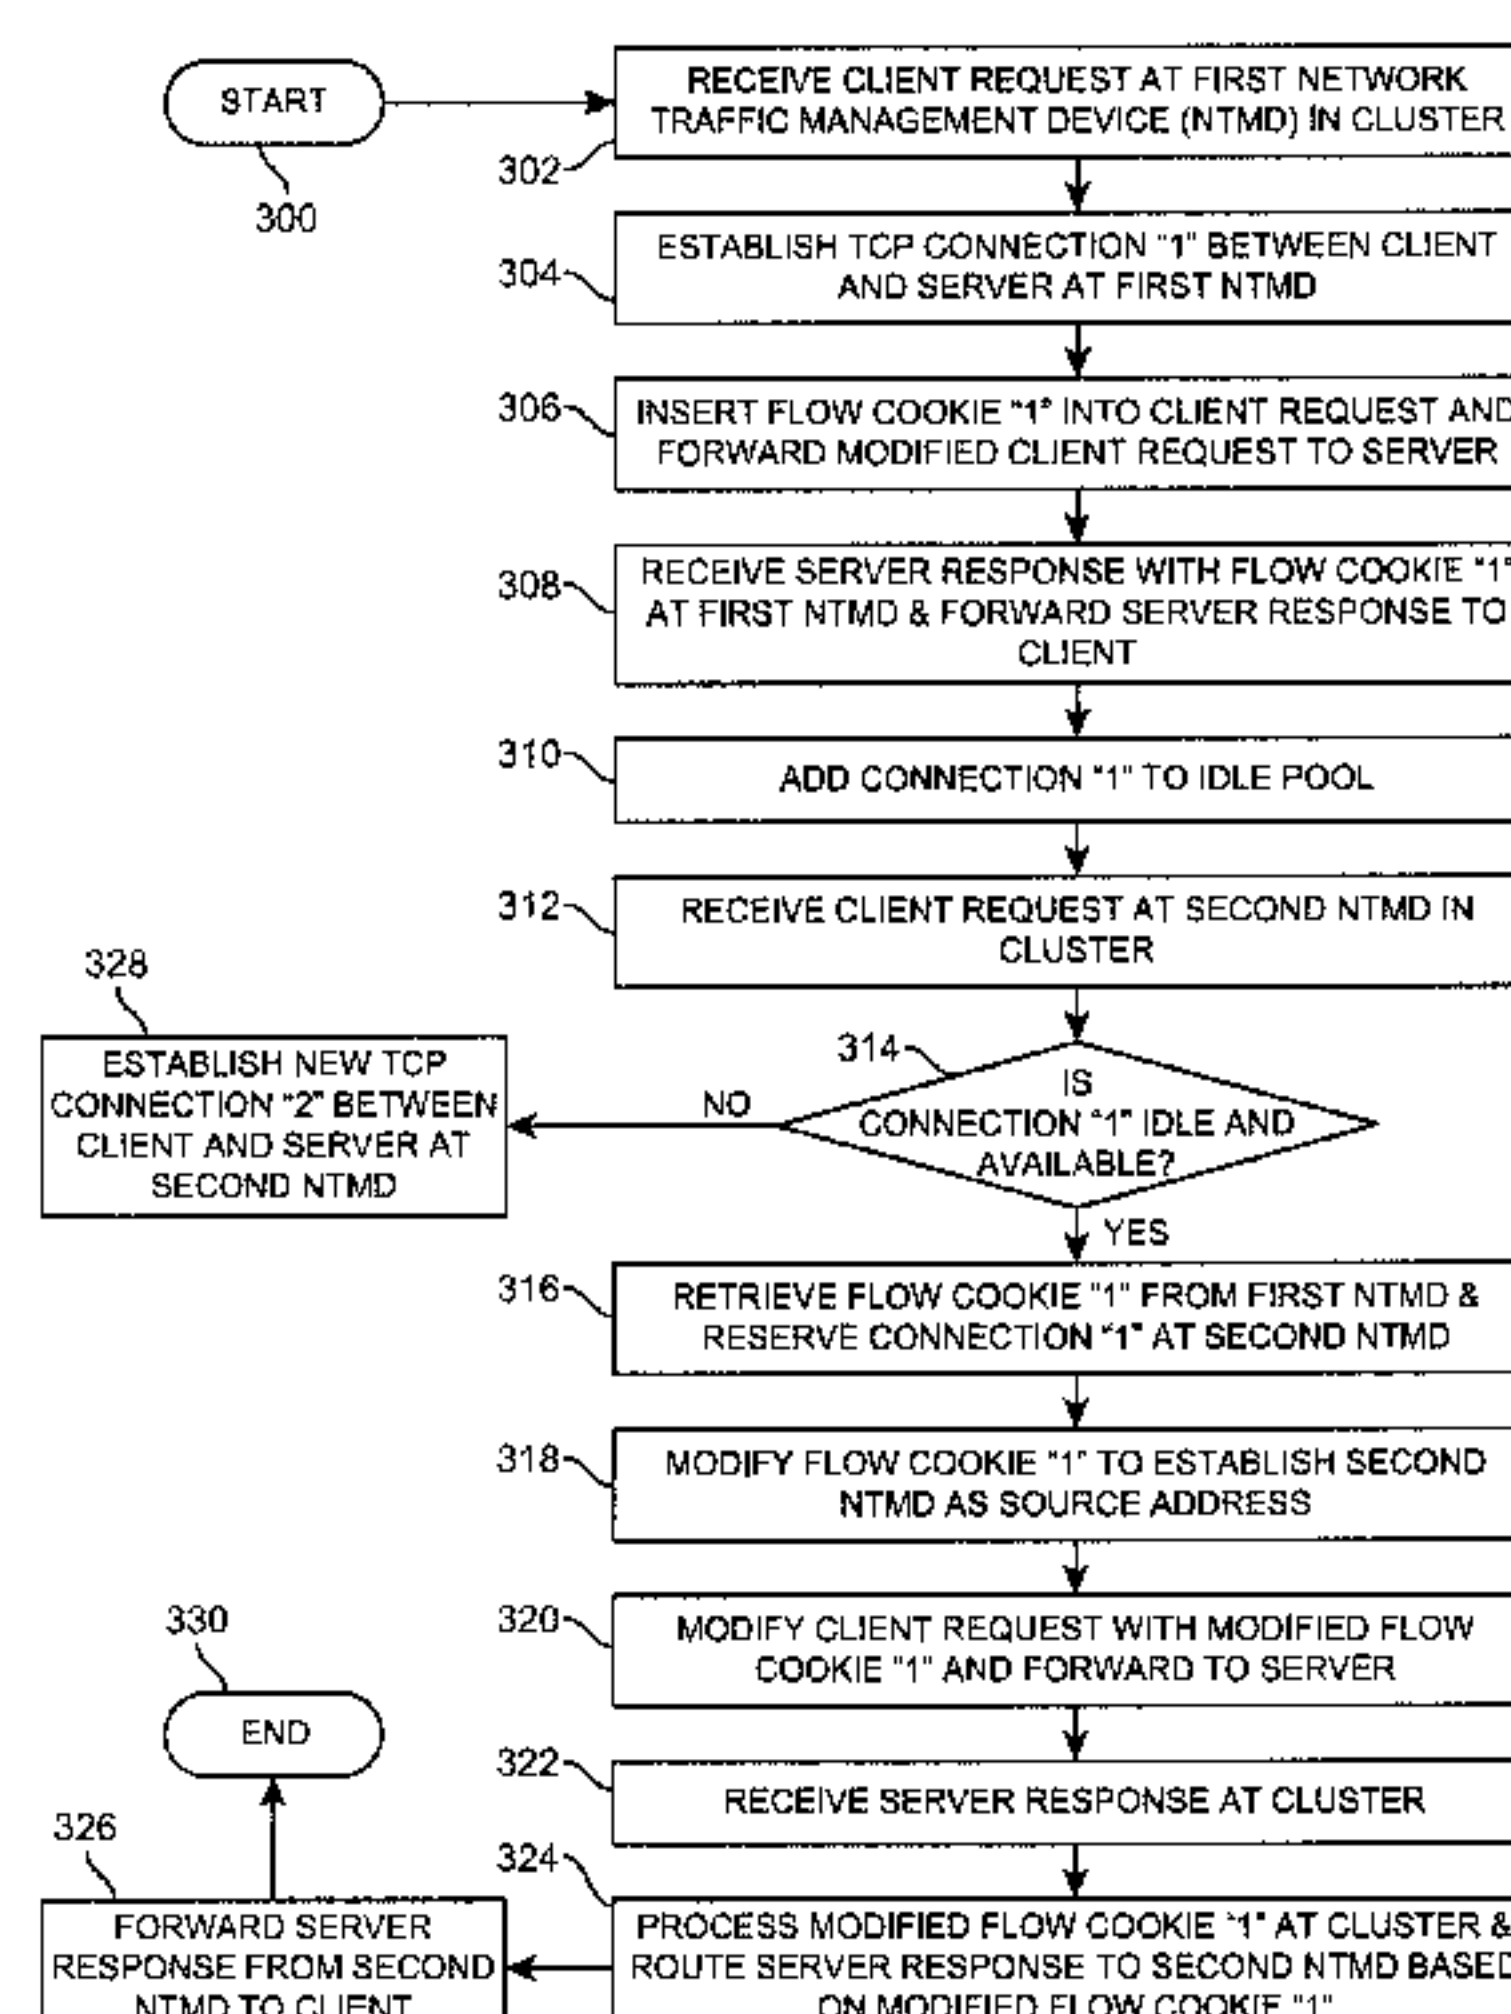 START
300
RECEIVE CLIENT REQUEST AT FIRST NETWORK
TRAFFIC MANAGEMENT DEVICE (NTMD) IN CLUSTER
302
ESTABLISH TCP CONNECTION "1" BETWEEN CLIENT
AND SERVER AT FIRST NTMD
304
INSERT FLOW COOKIE "1" INTO CLIENT REQUEST AND
FORWARD MODIFIED CLIENT REQUEST TO SERVER
306
RECEIVE SERVER RESPONSE WITH FLOW COOKIE "1"
AT FIRST NTMD & FORWARD SERVER RESPONSE TO
CLIENT
308
ADD CONNECTION "1" TO IDLE POOL
310
RECEIVE CLIENT REQUEST AT SECOND NTMD IN
CLUSTER
312
IS
CONNECTION "1" IDLE AND
AVAILABLE?
314
NO
YES
ESTABLISH NEW TCP
CONNECTION "2" BETWEEN
CLIENT AND SERVER AT
SECOND NTMD
328
RETRIEVE FLOW COOKIE "1" FROM FIRST NTMD &
RESERVE CONNECTION "1" AT SECOND NTMD
316
MODIFY FLOW COOKIE "1" TO ESTABLISH SECOND
NTMD AS SOURCE ADDRESS
318
MODIFY CLIENT REQUEST WITH MODIFIED FLOW
COOKIE "1" AND FORWARD TO SERVER
320
RECEIVE SERVER RESPONSE AT CLUSTER
322
PROCESS MODIFIED FLOW COOKIE "1" AT CLUSTER &
ROUTE SERVER RESPONSE TO SECOND NTMD BASED
ON MODIFIED FLOW COOKIE "1"
324
FORWARD SERVER
RESPONSE FROM SECOND
NTMD TO CLIENT
326
END
330